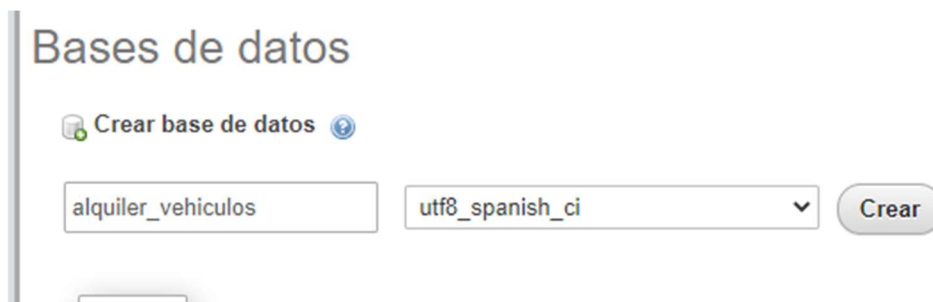 Bases de datos
Crear base de datos
alquiler_vehiculos utf8_spanish_ci Crear